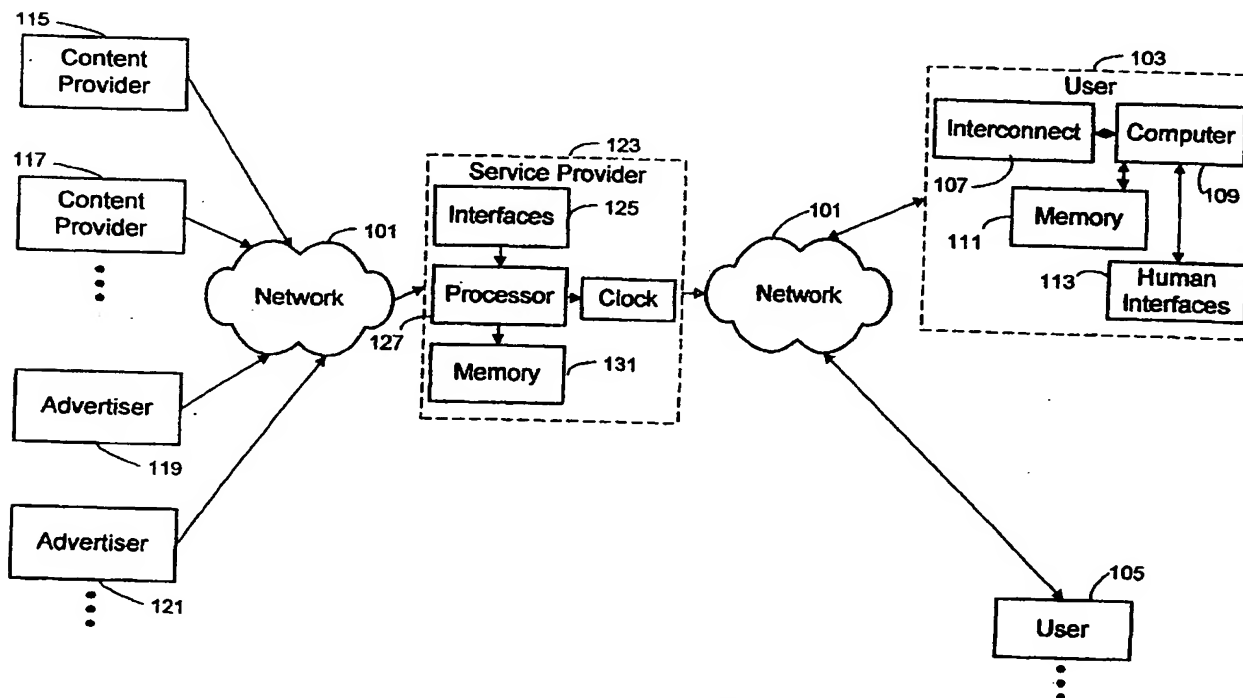 115
Content
Provider
117
Content
Provider
101
Network
Advertiser
119
Advertiser
121
123
Service Provider
Interfaces
125
Processor
Clock
127
Memory
131
101
Network
103
User
Interconnect
Computer
107
109
Memory
111
113
Human
Interfaces
105
User